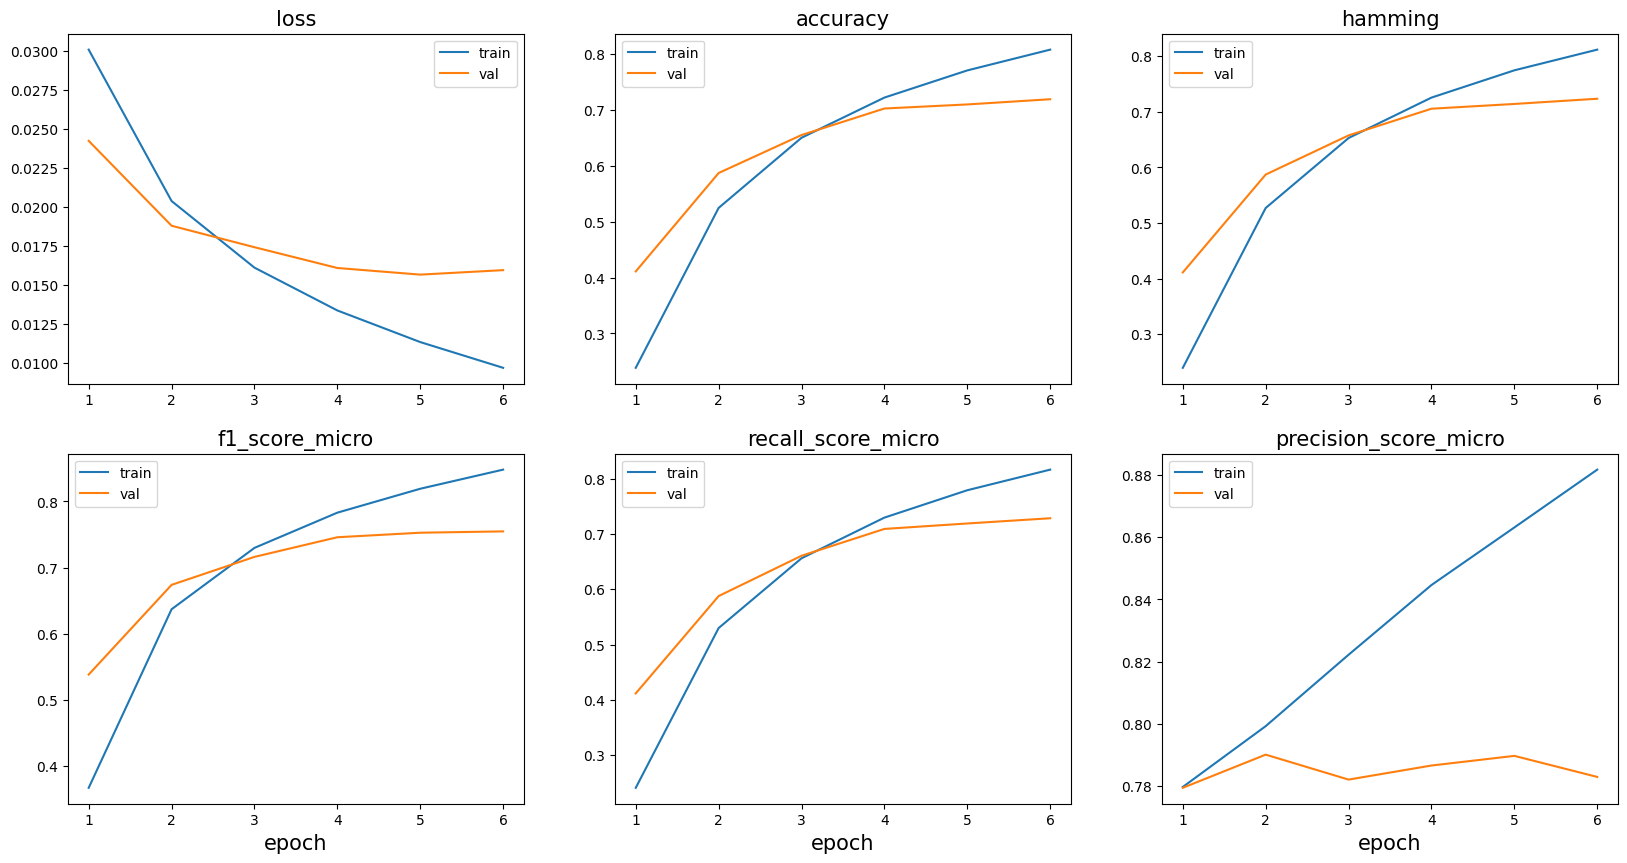 loss
0.0300
0.0275
0.0250
0.0225
0.0200
0.0175
0.0150
0.0125
0.0100
train
val
1 2 3 4 5 6
accuracy
0.8
0.7
0.6
0.5
0.4
0.3
train
val
1 2 3 4 5 6
hamming
0.8
0.7
0.6
0.5
0.4
0.3
train
val
1 2 3 4 5 6
f1_score_micro
0.8
0.7
0.6
0.5
0.4
train
val
1 2 3 4 5 6
epoch
recall_score_micro
0.8
0.7
0.6
0.5
0.4
0.3
train
val
1 2 3 4 5 6
epoch
precision_score_micro
0.88
0.86
0.84
0.82
0.80
0.78
train
val
1 2 3 4 5 6
epoch